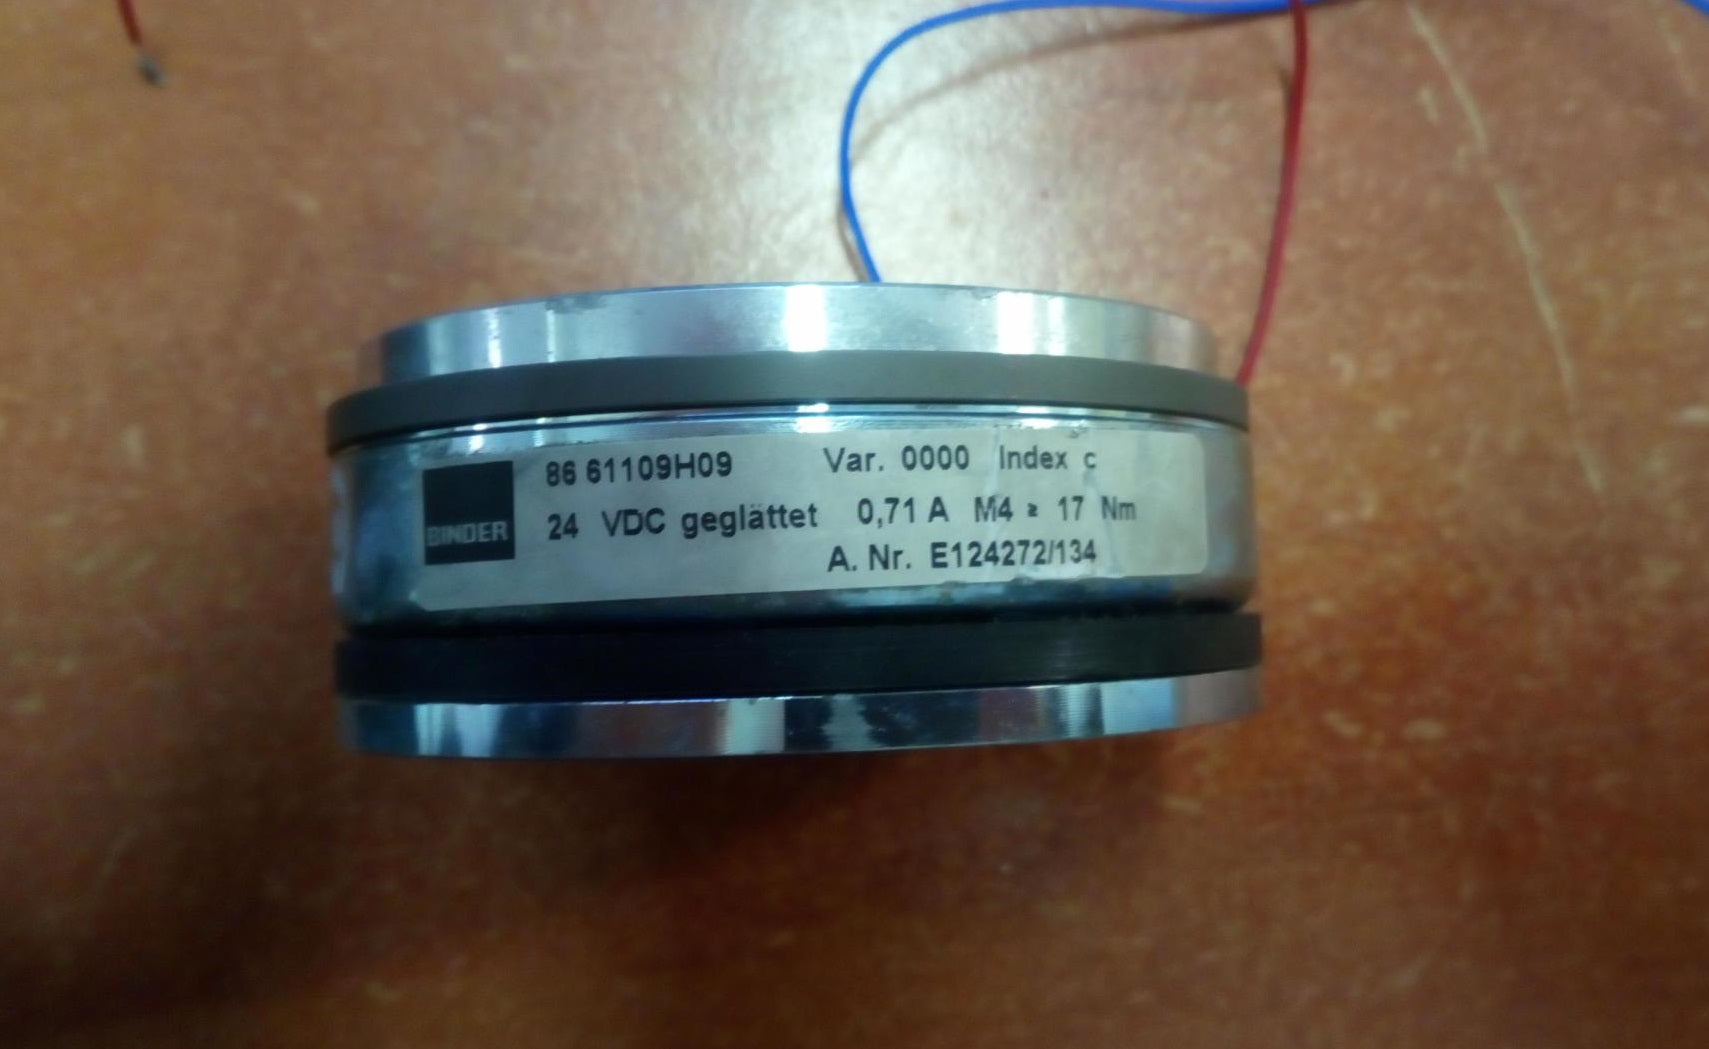 BINDER
86 61109H09 Var. 0000 Index c
24 VDC geglättet 0,71 A M4 ≥ 17 Nm
A. Nr. E124272/134